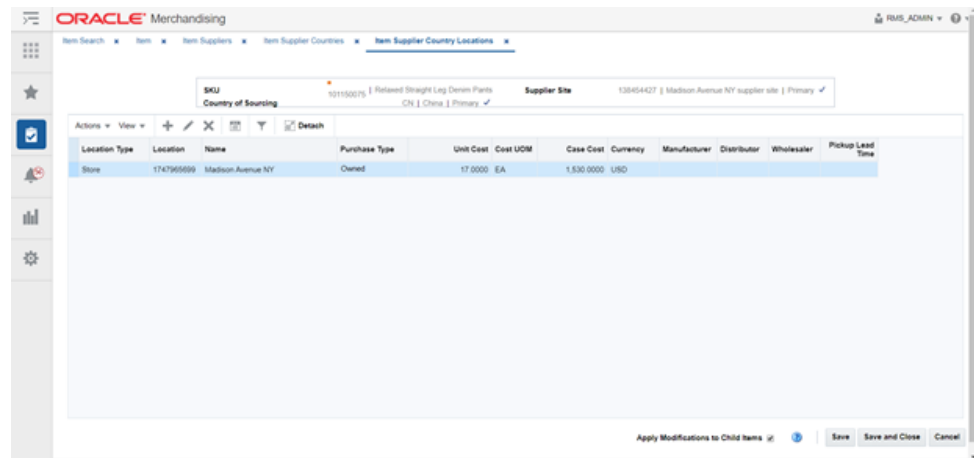 ORACLE Merchandising RMS_ADMIN
Item Search Item Item Suppliers Item Supplier Countries Item Supplier Country Locations
SKU 101150075 | Relaxed Straight Leg Denim Pants Supplier Site 138454427 | Madison Avenue NY supplier site | Primary
Country of Sourcing CN | China | Primary
Actions View Detach
Location Type Location Name Purchase Type Unit Cost Cost UOM Case Cost Currency Manufacturer Distributor Wholesaler Pickup Lead
Time
Store 1747965699 Madison Avenue NY Owned 17.0000 EA 1,530.0000 USD
Apply Modifications to Child Items Save Save and Close Cancel